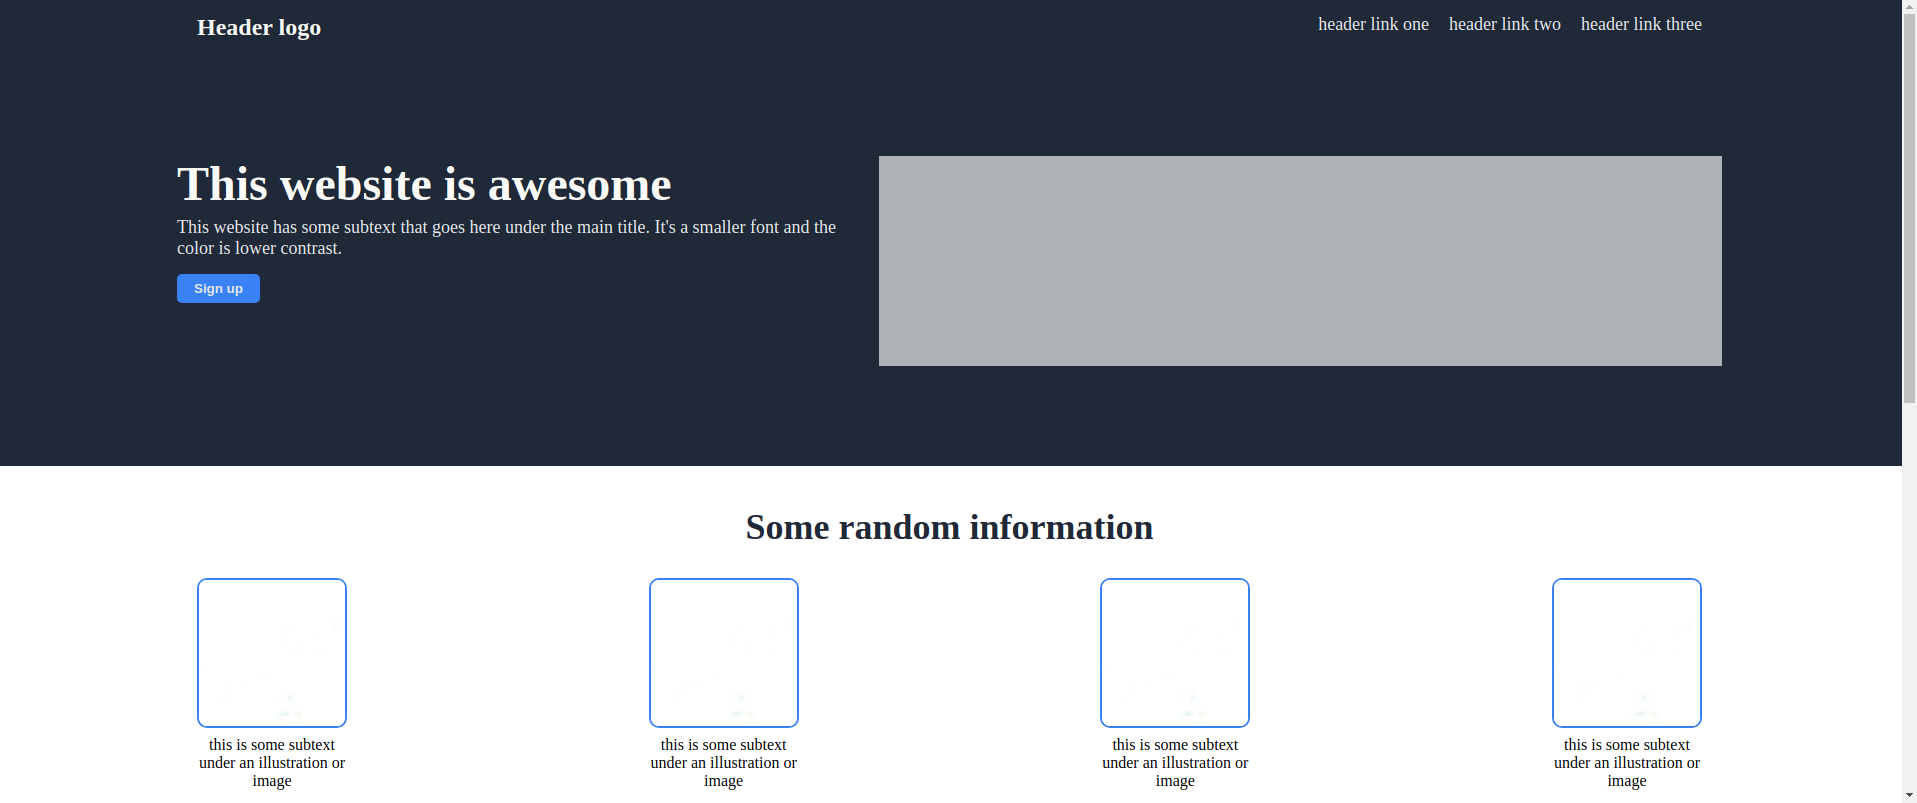 Header logo
header link one header link two header link three
This website is awesome
This website has some subtext that goes here under the main title. It's a smaller font and the
color is lower contrast.
Sign up
Some random information
this is some subtext
under an illustration or
image
this is some subtext
under an illustration or
image
this is some subtext
under an illustration or
image
this is some subtext
under an illustration or
image